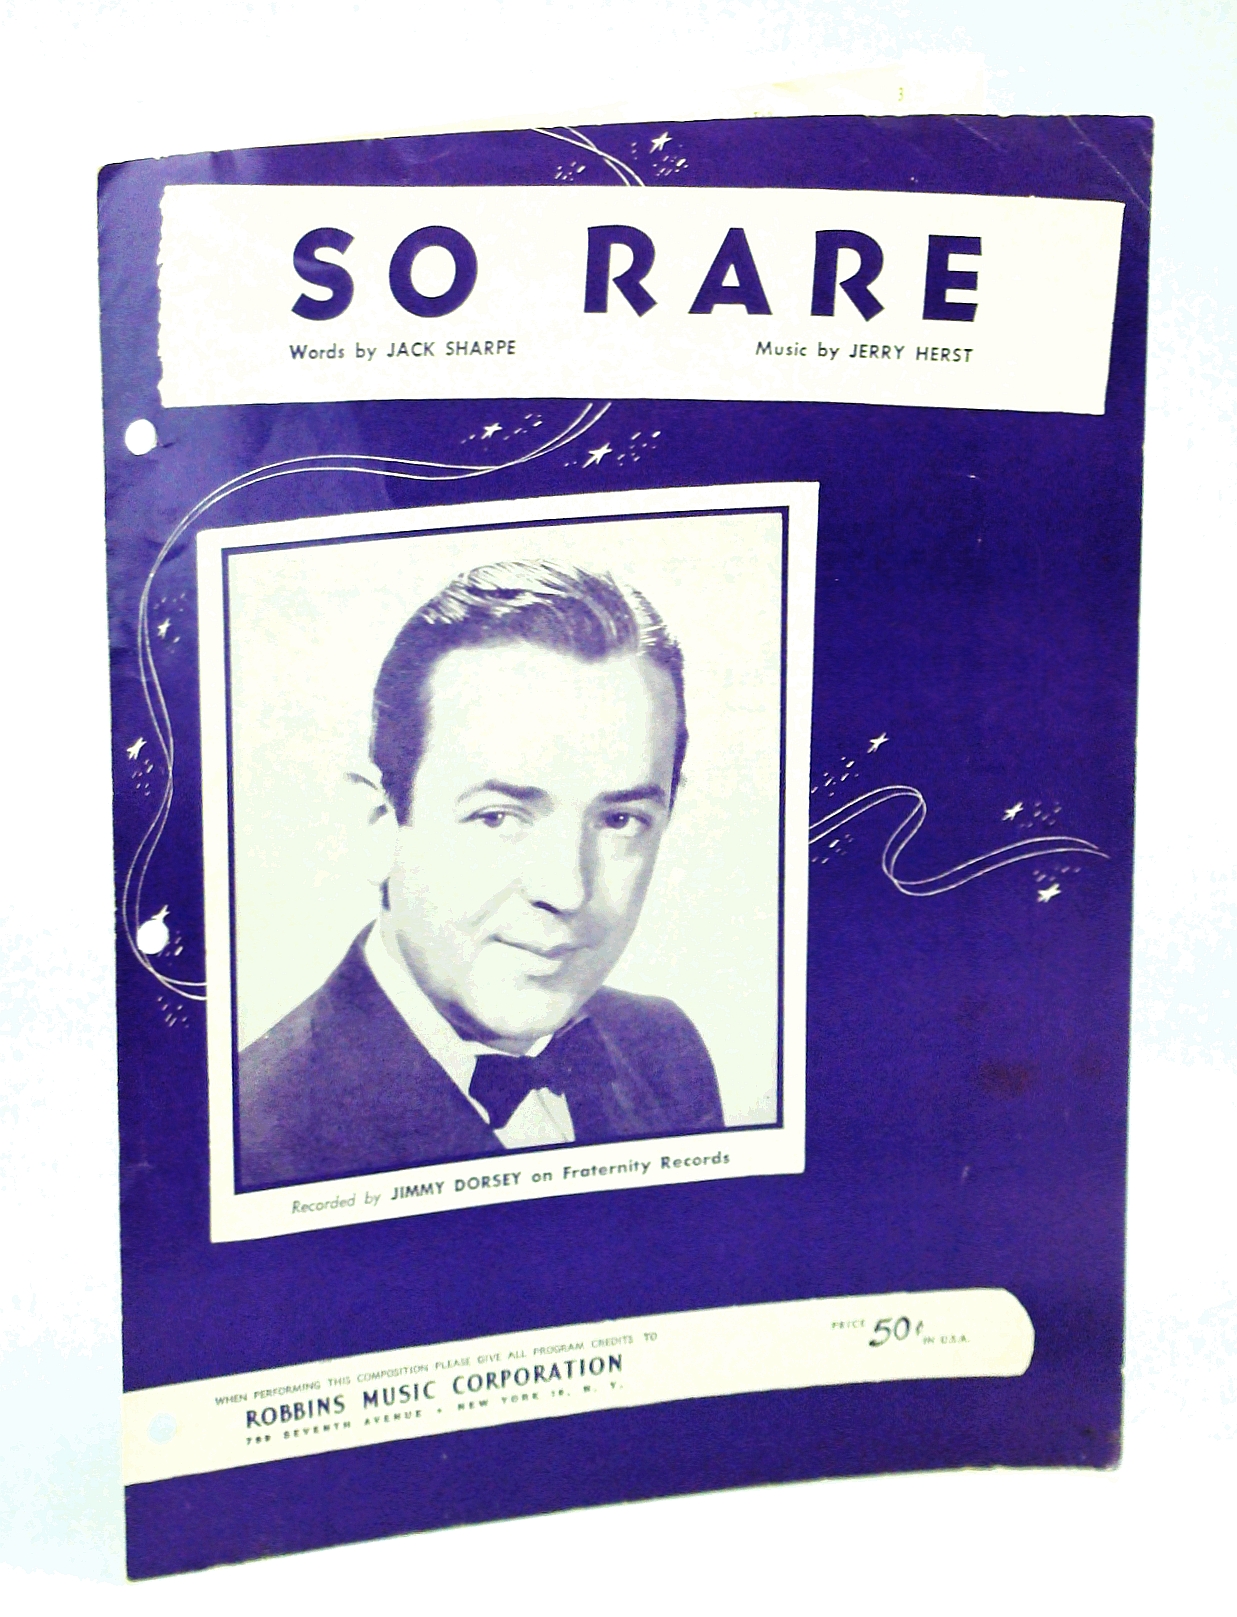 SO RARE
Words by JACK SHARPE
Music by JERRY HERST
Recorded by JIMMY DORSEY on Fraternity Records
WHEN PERFORMING THIS COMPOSITION PLEASE GIVE ALL PROGRAM CREDITS TO
ROBBINS MUSIC CORPORATION
799 SEVENTH AVENUE • NEW YORK 19, N. Y.
PRICE 50¢ IN U.S.A.
3